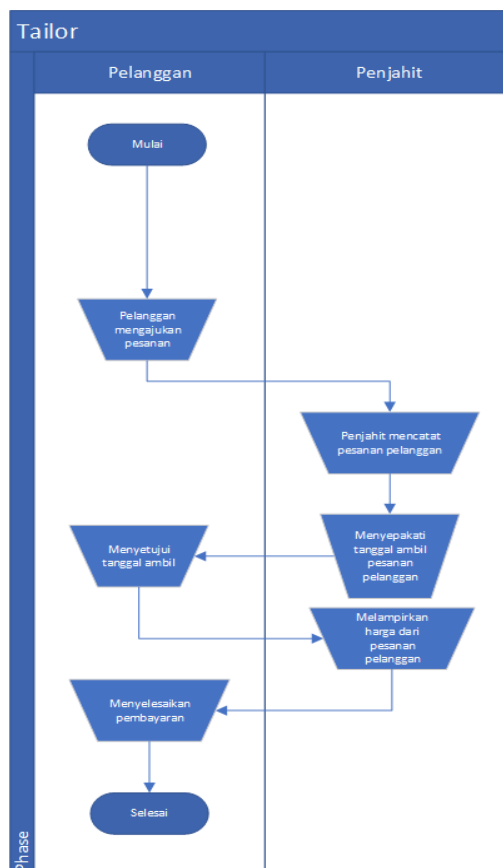 Tailor
Pelanggan
Penjahit
Mulai
Pelanggan
mengajukan
pesanan
Penjahit mencatat
pesanan pelanggan
Menyepakati
tanggal ambil
pesanan
pelanggan
Menyetujui
tanggal ambil
Melampirkan
harga dari
pesanan
pelanggan
Menyelesaikan
pembayaran
Selesai
Phase